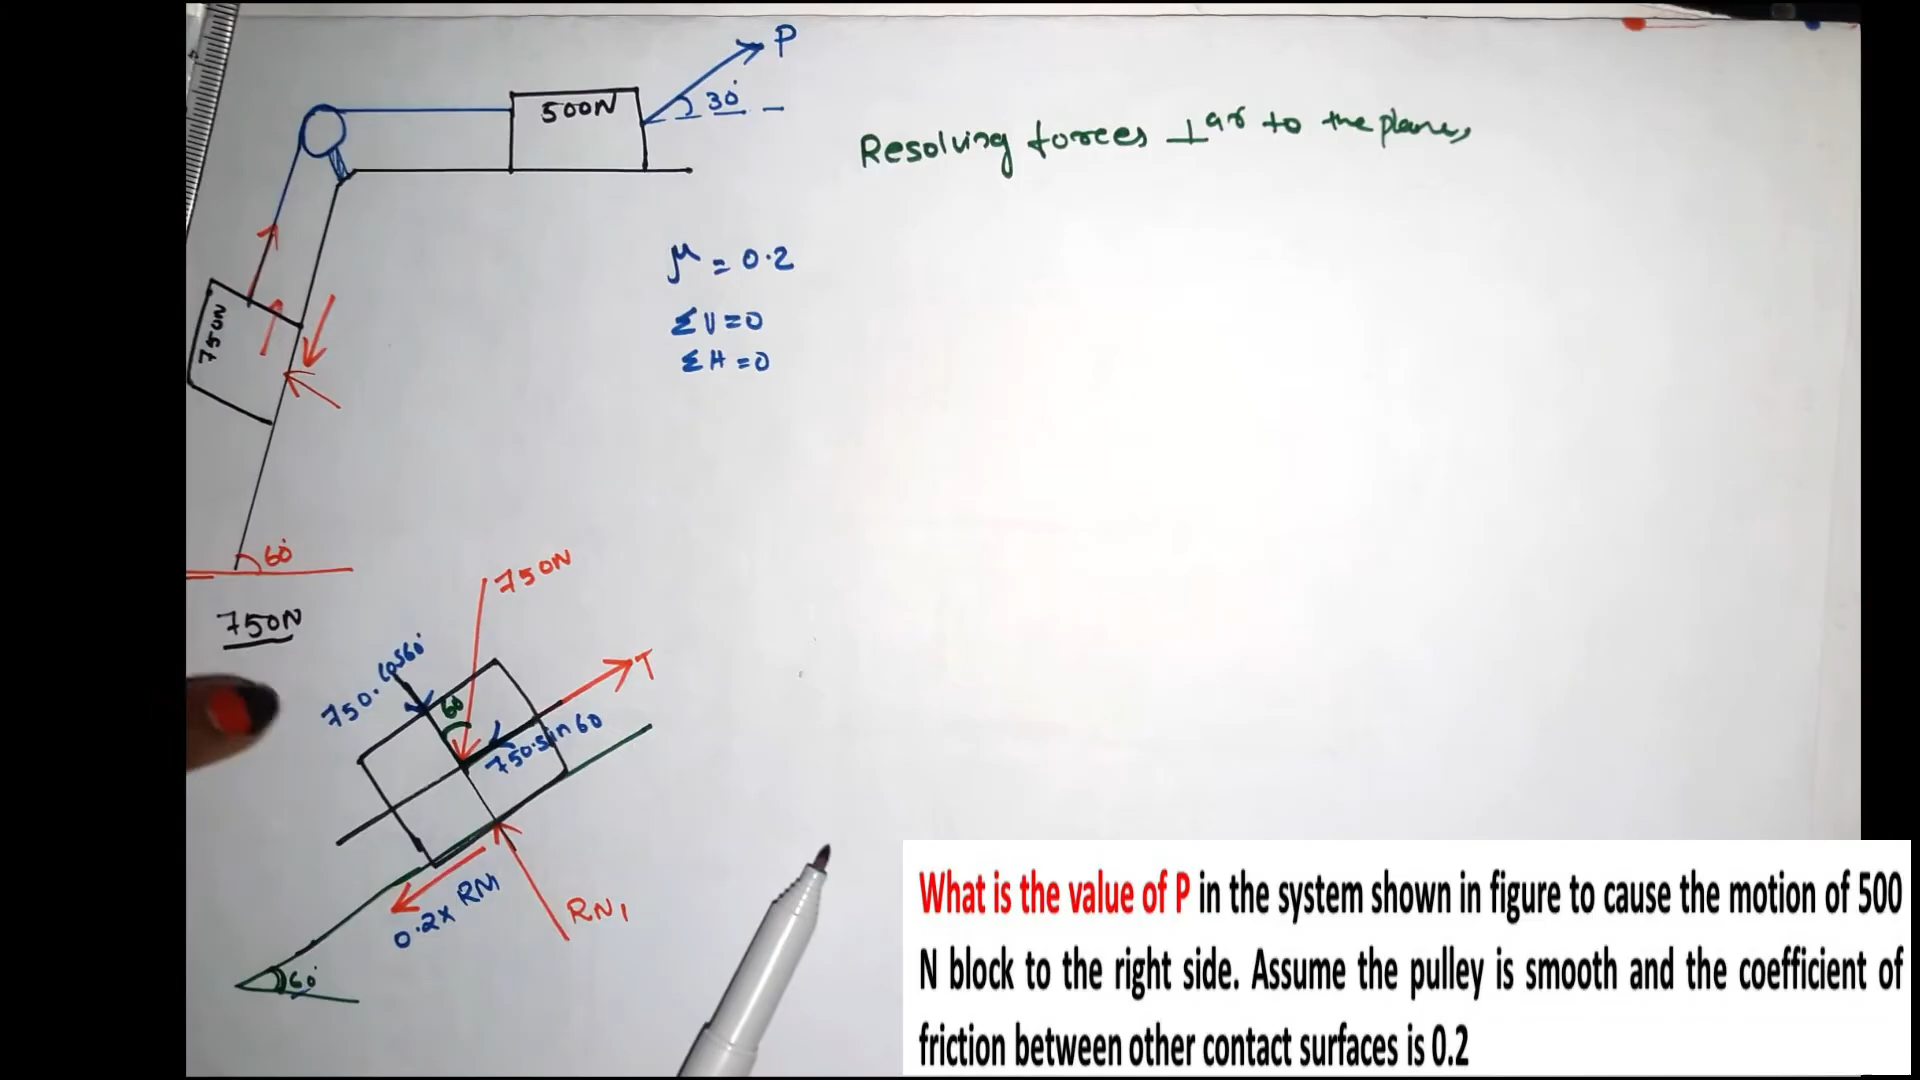 P
500N
30°
Resolving forces ⊥ar to the planes
μ = 0.2
ΣV=0
ΣH=0
750N
60°
750N
750N
750.cos60°
T
60
750.sin60
0.2x RN1
RN1
60°
What is the value of P in the system shown in figure to cause the motion of 500
N block to the right side. Assume the pulley is smooth and the coefficient of
friction between other contact surfaces is 0.2